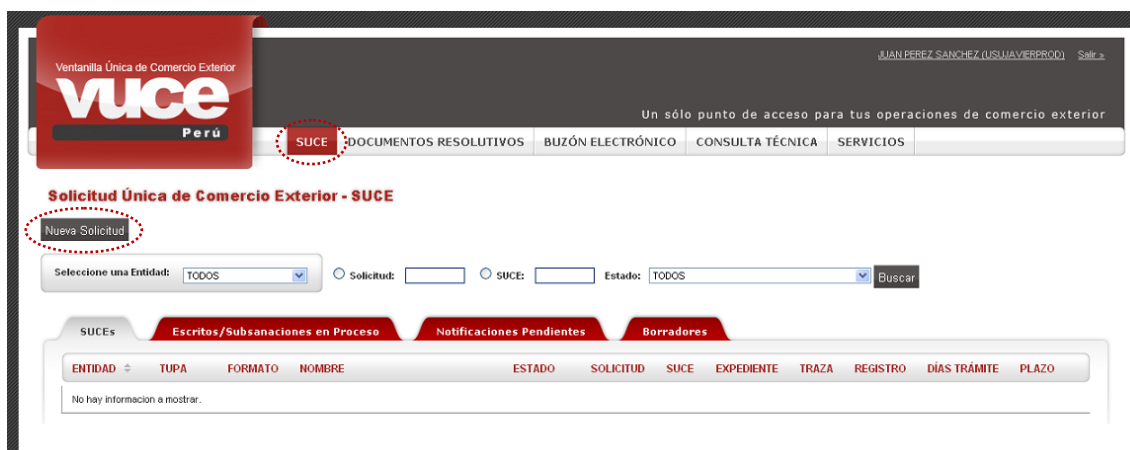 JUAN PEREZ SANCHEZ (USUJAVIERPROD) Salir »
Ventanilla Única de Comercio Exterior
vuce
Perú
Un sólo punto de acceso para tus operaciones de comercio exterior
SUCE DOCUMENTOS RESOLUTIVOS BUZÓN ELECTRÓNICO CONSULTA TÉCNICA SERVICIOS
Solicitud Única de Comercio Exterior - SUCE
Nueva Solicitud
Seleccione una Entidad: TODOS Solicitud: SUCE: Estado: TODOS Buscar
SUCEs Escritos/Subsanaciones en Proceso Notificaciones Pendientes Borradores
ENTIDAD TUPA FORMATO NOMBRE ESTADO SOLICITUD SUCE EXPEDIENTE TRAZA REGISTRO DÍAS TRÁMITE PLAZO
No hay informacion a mostrar.